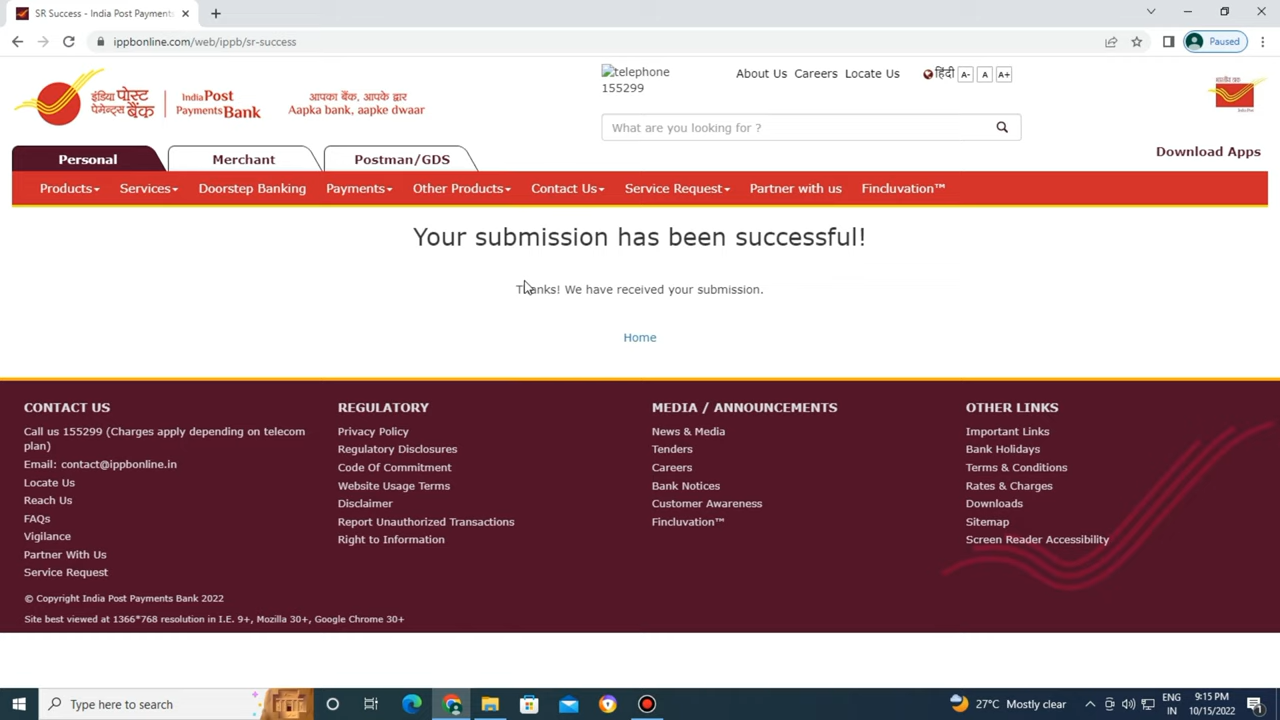 SR Success - India Post Payments
ippbonline.com/web/ippb/sr-success
Paused
इंडिया पोस्ट
पेमेन्ट्स बैंक
IndiaPost
PaymentsBank
आपका बैंक, आपके द्वार
Aapka bank, aapke dwaar
telephone
155299
About Us Careers Locate Us
हिंदी A- A A+
What are you looking for ?
Download Apps
Personal Merchant Postman/GDS
Products Services Doorstep Banking Payments Other Products Contact Us Service Request Partner with us Fincluvation™
Your submission has been successful!
Thanks! We have received your submission.
Home
CONTACT US
Call us 155299 (Charges apply depending on telecom
plan)
Email: contact@ippbonline.in
Locate Us
Reach Us
FAQs
Vigilance
Partner With Us
Service Request
REGULATORY
Privacy Policy
Regulatory Disclosures
Code Of Commitment
Website Usage Terms
Disclaimer
Report Unauthorized Transactions
Right to Information
MEDIA / ANNOUNCEMENTS
News & Media
Tenders
Careers
Bank Notices
Customer Awareness
Fincluvation™
OTHER LINKS
Important Links
Bank Holidays
Terms & Conditions
Rates & Charges
Downloads
Sitemap
Screen Reader Accessibility
© Copyright India Post Payments Bank 2022
Site best viewed at 1366*768 resolution in I.E. 9+, Mozilla 30+, Google Chrome 30+
Type here to search
27°C Mostly clear
ENG
IN
9:15 PM
10/15/2022
1